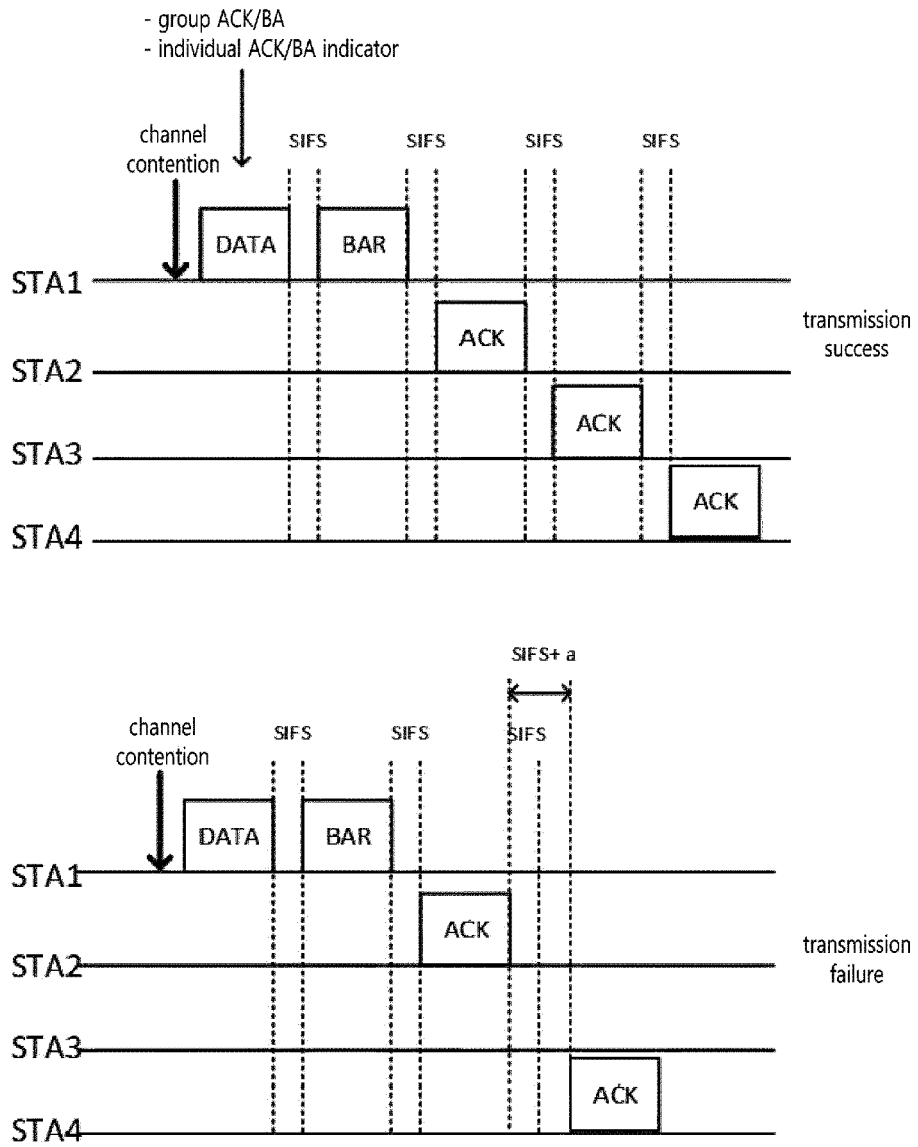 - group ACK/BA
- individual ACK/BA indicator
channel
contention
SIFS
SIFS
SIFS
SIFS
DATA
BAR
STA1
ACK
transmission
success
STA2
ACK
STA3
ACK
STA4
SIFS+ a
channel
contention
SIFS
SIFS
SIFS
DATA
BAR
STA1
ACK
transmission
failure
STA2
STA3
ACK
STA4